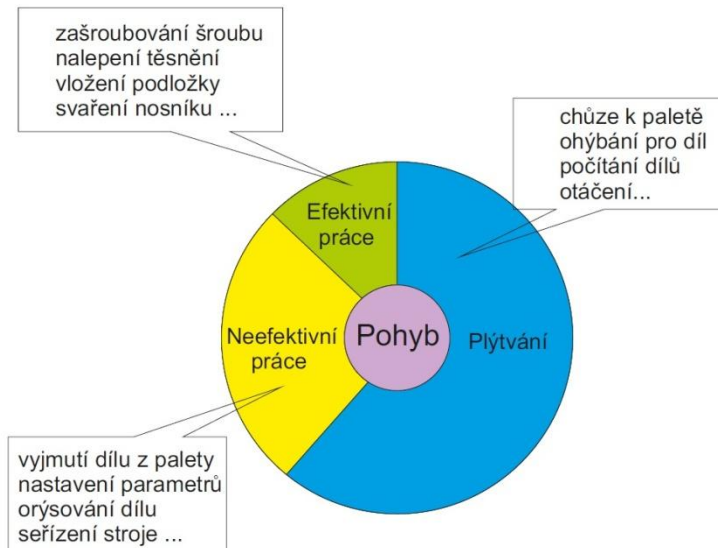 zašroubování šroubu
nalepení těsnění
vložení podložky
svaření nosníku ...
chůze k paletě
ohýbání pro díl
počítání dílů
otáčení...
Efektivní
práce
Neefektivní
práce
Pohyb
Plýtvání
vyjmutí dílu z palety
nastavení parametrů
orýsování dílu
seřízení stroje ...